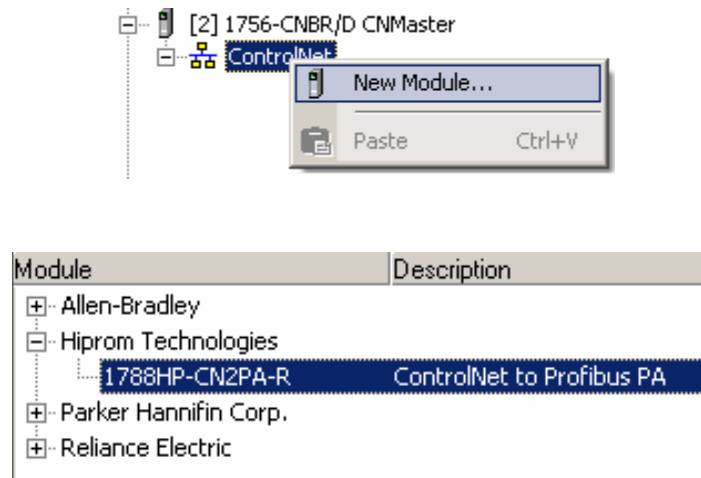 [2] 1756-CNBR/D CNMaster
ControlNet
New Module...
Paste Ctrl+V
Module Description
Allen-Bradley
Hiprom Technologies
1788HP-CN2PA-R ControlNet to Profibus PA
Parker Hannifin Corp.
Reliance Electric